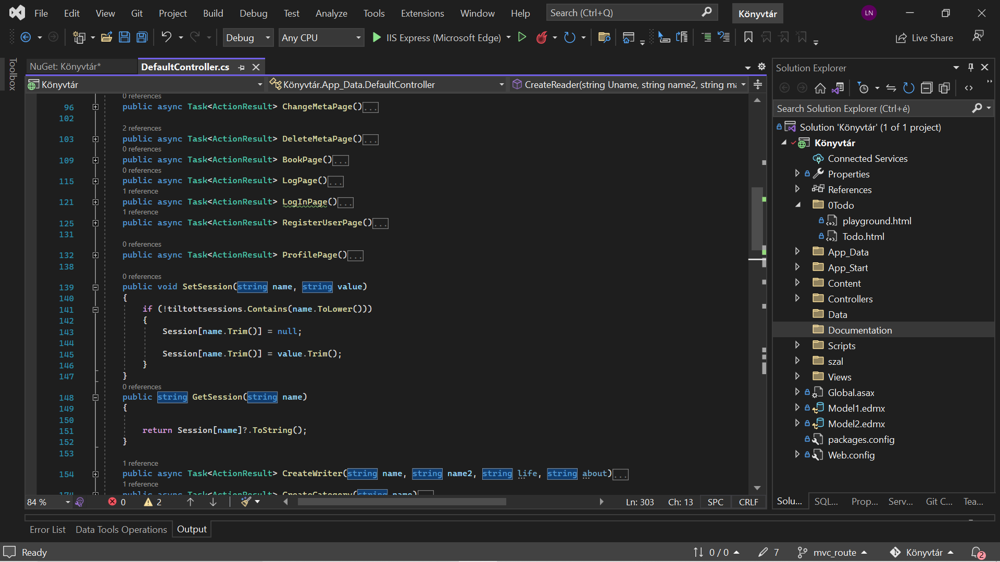 File Edit View Git Project Build Debug Test Analyze Tools Extensions Window Help Search (Ctrl+Q) Könyvtár LN
Debug Any CPU IIS Express (Microsoft Edge) Live Share
Toolbox
NuGet: Könyvtár* DefaultController.cs
Könyvtár Könyvtár.App_Data.DefaultController CreateReader(string Uname, string name2, string ma
0 references
96 public async Task<ActionResult> ChangeMetaPage()...
102
2 references
103 public async Task<ActionResult> DeleteMetaPage()...
0 references
109 public async Task<ActionResult> BookPage()...
0 references
115 public async Task<ActionResult> LogPage()...
1 reference
121 public async Task<ActionResult> LogInPage()...
1 reference
125 public async Task<ActionResult> RegisterUserPage()...
131
0 references
132 public async Task<ActionResult> ProfilePage()...
138
0 references
139 public void SetSession(string name, string value)
140 {
141 if (!tiltottsessions.Contains(name.ToLower()))
142 {
143 Session[name.Trim()] = null;
144
145 Session[name.Trim()] = value.Trim();
146 }
147 }
0 references
148 public string GetSession(string name)
149 {
150
151 return Session[name]?.ToString();
152 }
153
1 reference
154 public async Task<ActionResult> CreateWriter(string name, string name2, string life, string about)...
1 reference
174 public async Task<ActionResult> CreateCategory(string name)
84 % 0 2 Ln: 303 Ch: 13 SPC CRLF
Solution Explorer
Search Solution Explorer (Ctrl+é)
Solution 'Könyvtár' (1 of 1 project)
Könyvtár
Connected Services
Properties
References
0Todo
playground.html
Todo.html
App_Data
App_Start
Content
Controllers
Data
Documentation
Scripts
szal
Views
Global.asax
Model1.edmx
Model2.edmx
packages.config
Web.config
Solu... SQL... Prop... Serv... Git C... Tea...
Error List Data Tools Operations Output
Ready 0 / 0 7 mvc_route Könyvtár 2